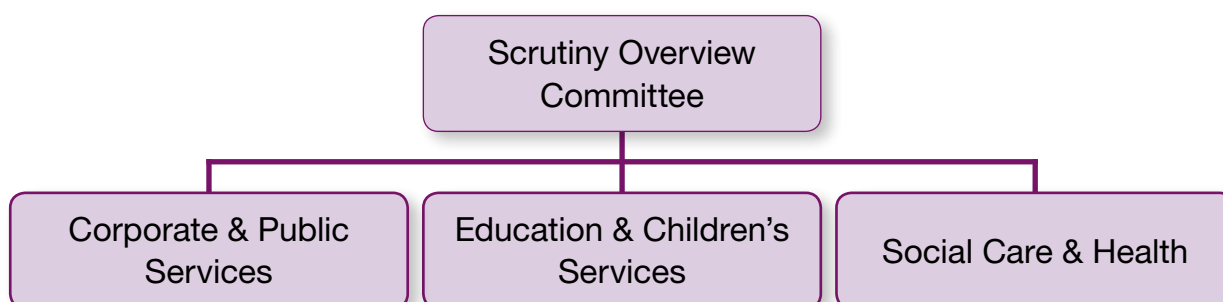 Scrutiny Overview
Committee
Corporate & Public
Services
Education & Children’s
Services
Social Care & Health